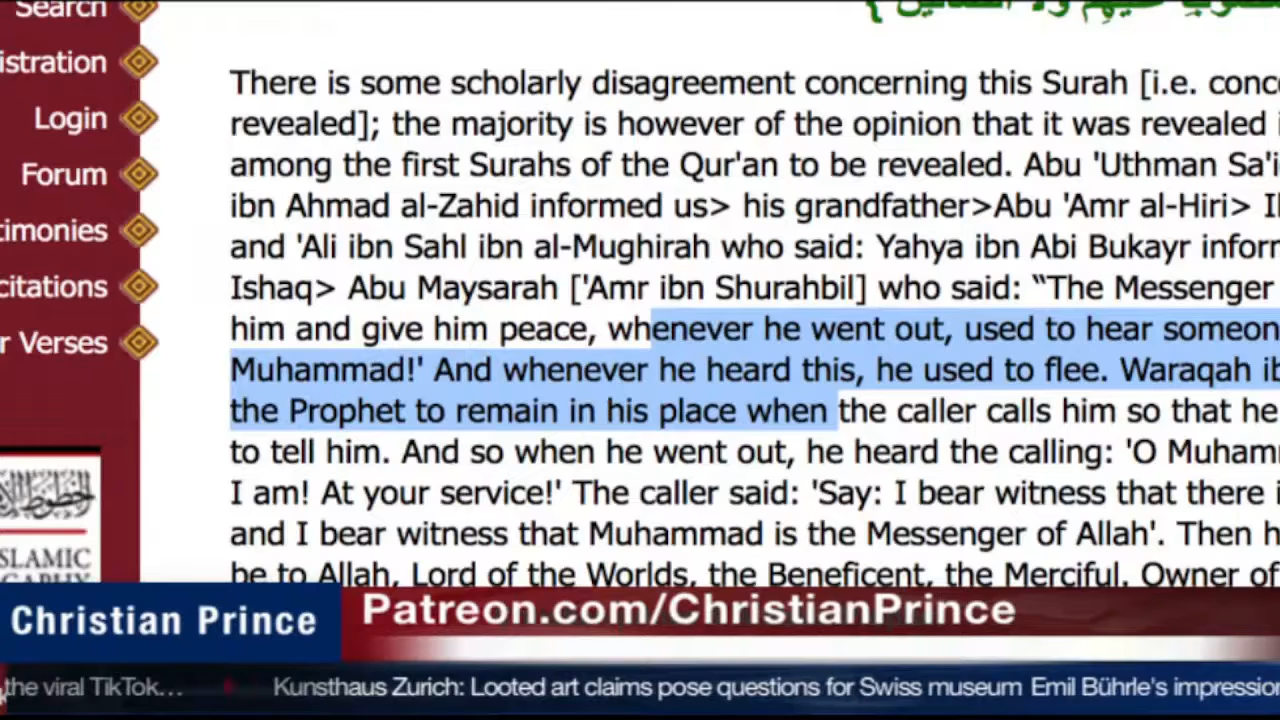 Search
istration
Login
Forum
timonies
citations
r Verses
There is some scholarly disagreement concerning this Surah [i.e. conc
revealed]; the majority is however of the opinion that it was revealed i
among the first Surahs of the Qur'an to be revealed. Abu 'Uthman Sa'i
ibn Ahmad al-Zahid informed us> his grandfather>Abu 'Amr al-Hiri> I
and 'Ali ibn Sahl ibn al-Mughirah who said: Yahya ibn Abi Bukayr inform
Ishaq> Abu Maysarah ['Amr ibn Shurahbil] who said: “The Messenger
him and give him peace, whenever he went out, used to hear someon
Muhammad!' And whenever he heard this, he used to flee. Waraqah ib
the Prophet to remain in his place when the caller calls him so that he
to tell him. And so when he went out, he heard the calling: 'O Muham
I am! At your service!' The caller said: 'Say: I bear witness that there i
and I bear witness that Muhammad is the Messenger of Allah'. Then h
be to Allah, Lord of the Worlds, the Beneficent, the Merciful. Owner of
SLAMIC
Christian Prince
Patreon.com/ChristianPrince
the viral TikTok... Kunsthaus Zurich: Looted art claims pose questions for Swiss museum Emil Bührle's impression